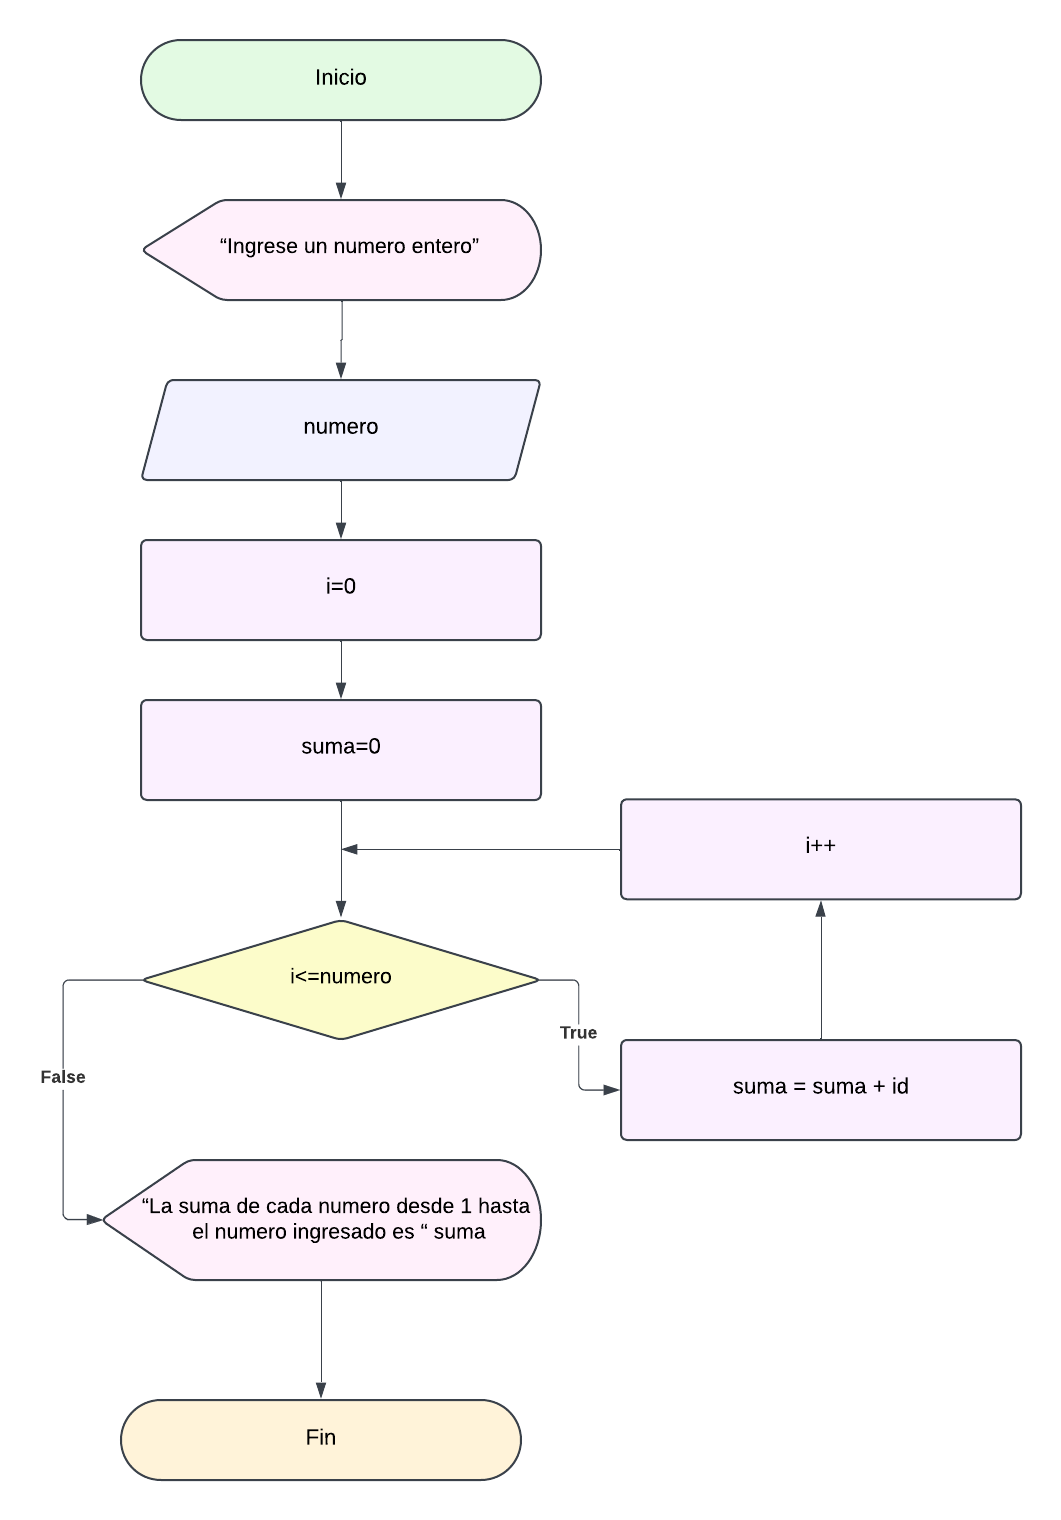 Inicio
“Ingrese un numero entero”
numero
i=0
suma=0
i++
i<=numero
True
False
suma = suma + id
“La suma de cada numero desde 1 hasta
el numero ingresado es “ suma
Fin